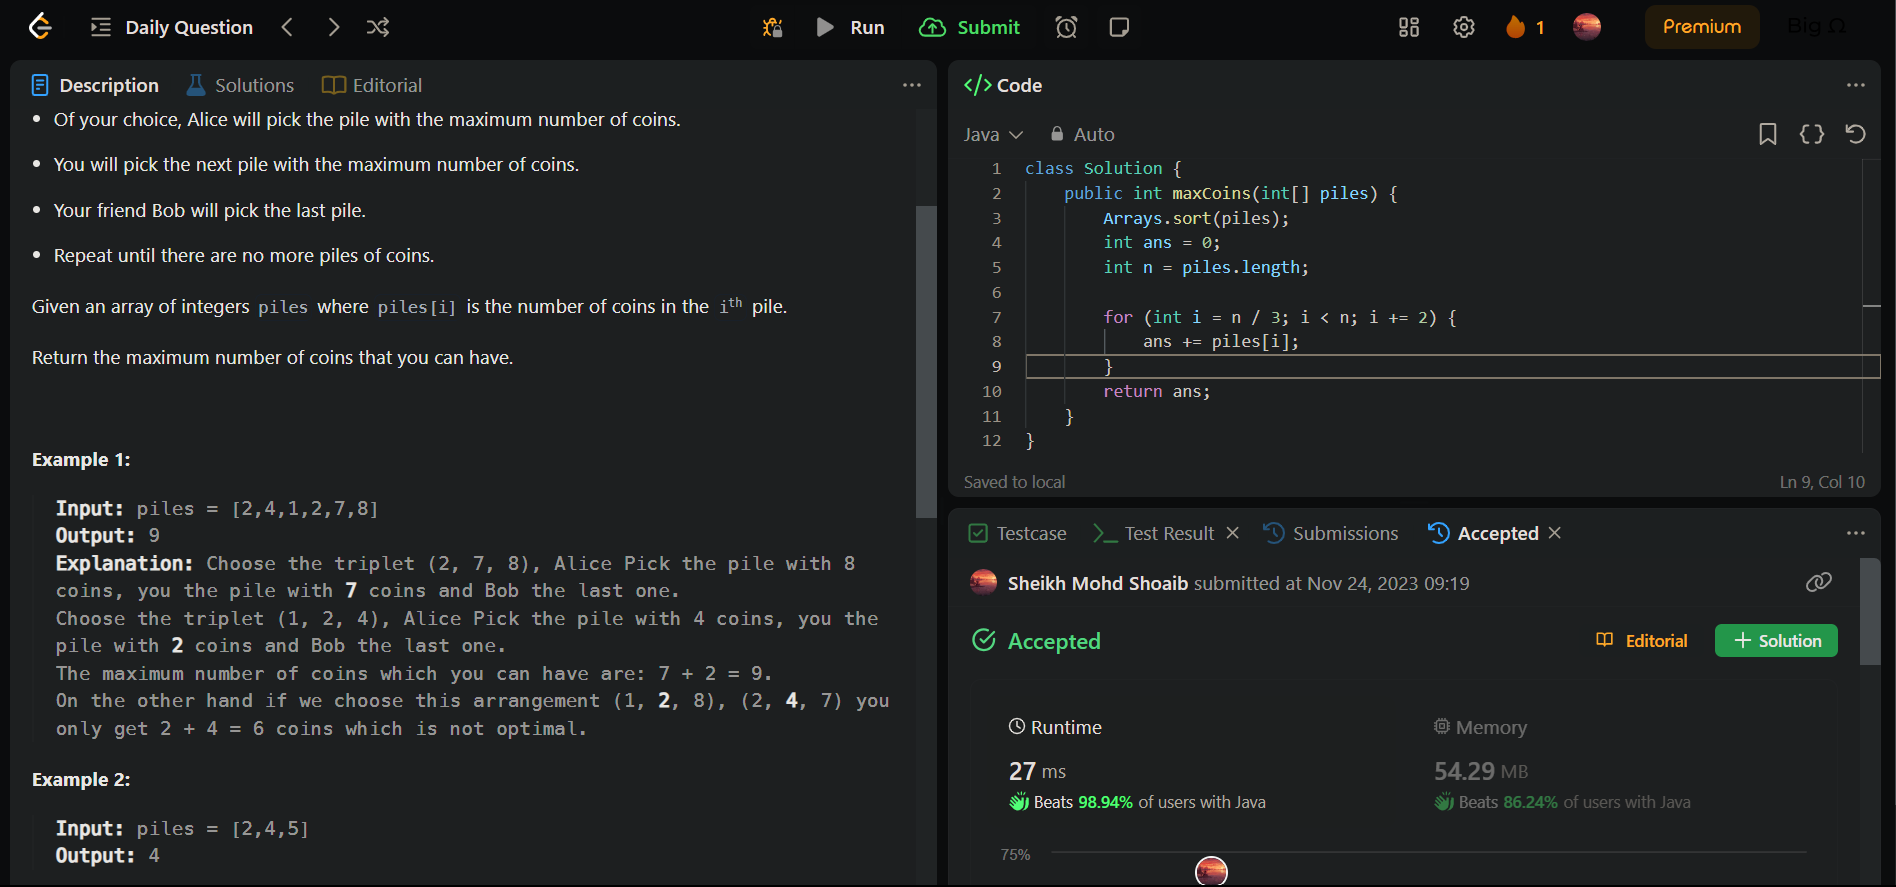 Daily Question
Run
Submit
1
Premium
Big Ω
Description
Solutions
Editorial
• Of your choice, Alice will pick the pile with the maximum number of coins.
• You will pick the next pile with the maximum number of coins.
• Your friend Bob will pick the last pile.
• Repeat until there are no more piles of coins.
Given an array of integers piles where piles[i] is the number of coins in the ith pile.
Return the maximum number of coins that you can have.
Example 1:
Input: piles = [2,4,1,2,7,8]
Output: 9
Explanation: Choose the triplet (2, 7, 8), Alice Pick the pile with 8
coins, you the pile with 7 coins and Bob the last one.
Choose the triplet (1, 2, 4), Alice Pick the pile with 4 coins, you the
pile with 2 coins and Bob the last one.
The maximum number of coins which you can have are: 7 + 2 = 9.
On the other hand if we choose this arrangement (1, 2, 8), (2, 4, 7) you
only get 2 + 4 = 6 coins which is not optimal.
Example 2:
Input: piles = [2,4,5]
Output: 4
</> Code
Java
Auto
1 class Solution {
2 public int maxCoins(int[] piles) {
3 Arrays.sort(piles);
4 int ans = 0;
5 int n = piles.length;
6
7 for (int i = n / 3; i < n; i += 2) {
8 ans += piles[i];
9 }
10 return ans;
11 }
12 }
Saved to local
Ln 9, Col 10
Testcase
Test Result
Submissions
Accepted
Sheikh Mohd Shoaib submitted at Nov 24, 2023 09:19
Accepted
Editorial
+ Solution
Runtime
27 ms
Beats 98.94% of users with Java
Memory
54.29 MB
Beats 86.24% of users with Java
75%